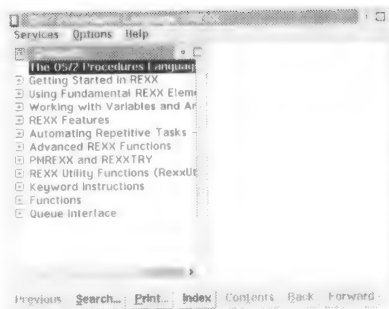 Services Options Help
The OS/2 Procedures Languag
Getting Started in REXX
Using Fundamental REXX Eleme
Working with Variables and Ar
REXX Features
Automating Repetitive Tasks -
Advanced REXX Functions
PMREXX and REXXTRY
REXX Utility Functions (RexxUt
Keyword Instructions
Functions
Queue Interface
Previous Search... Print... Index Contents Back Forward